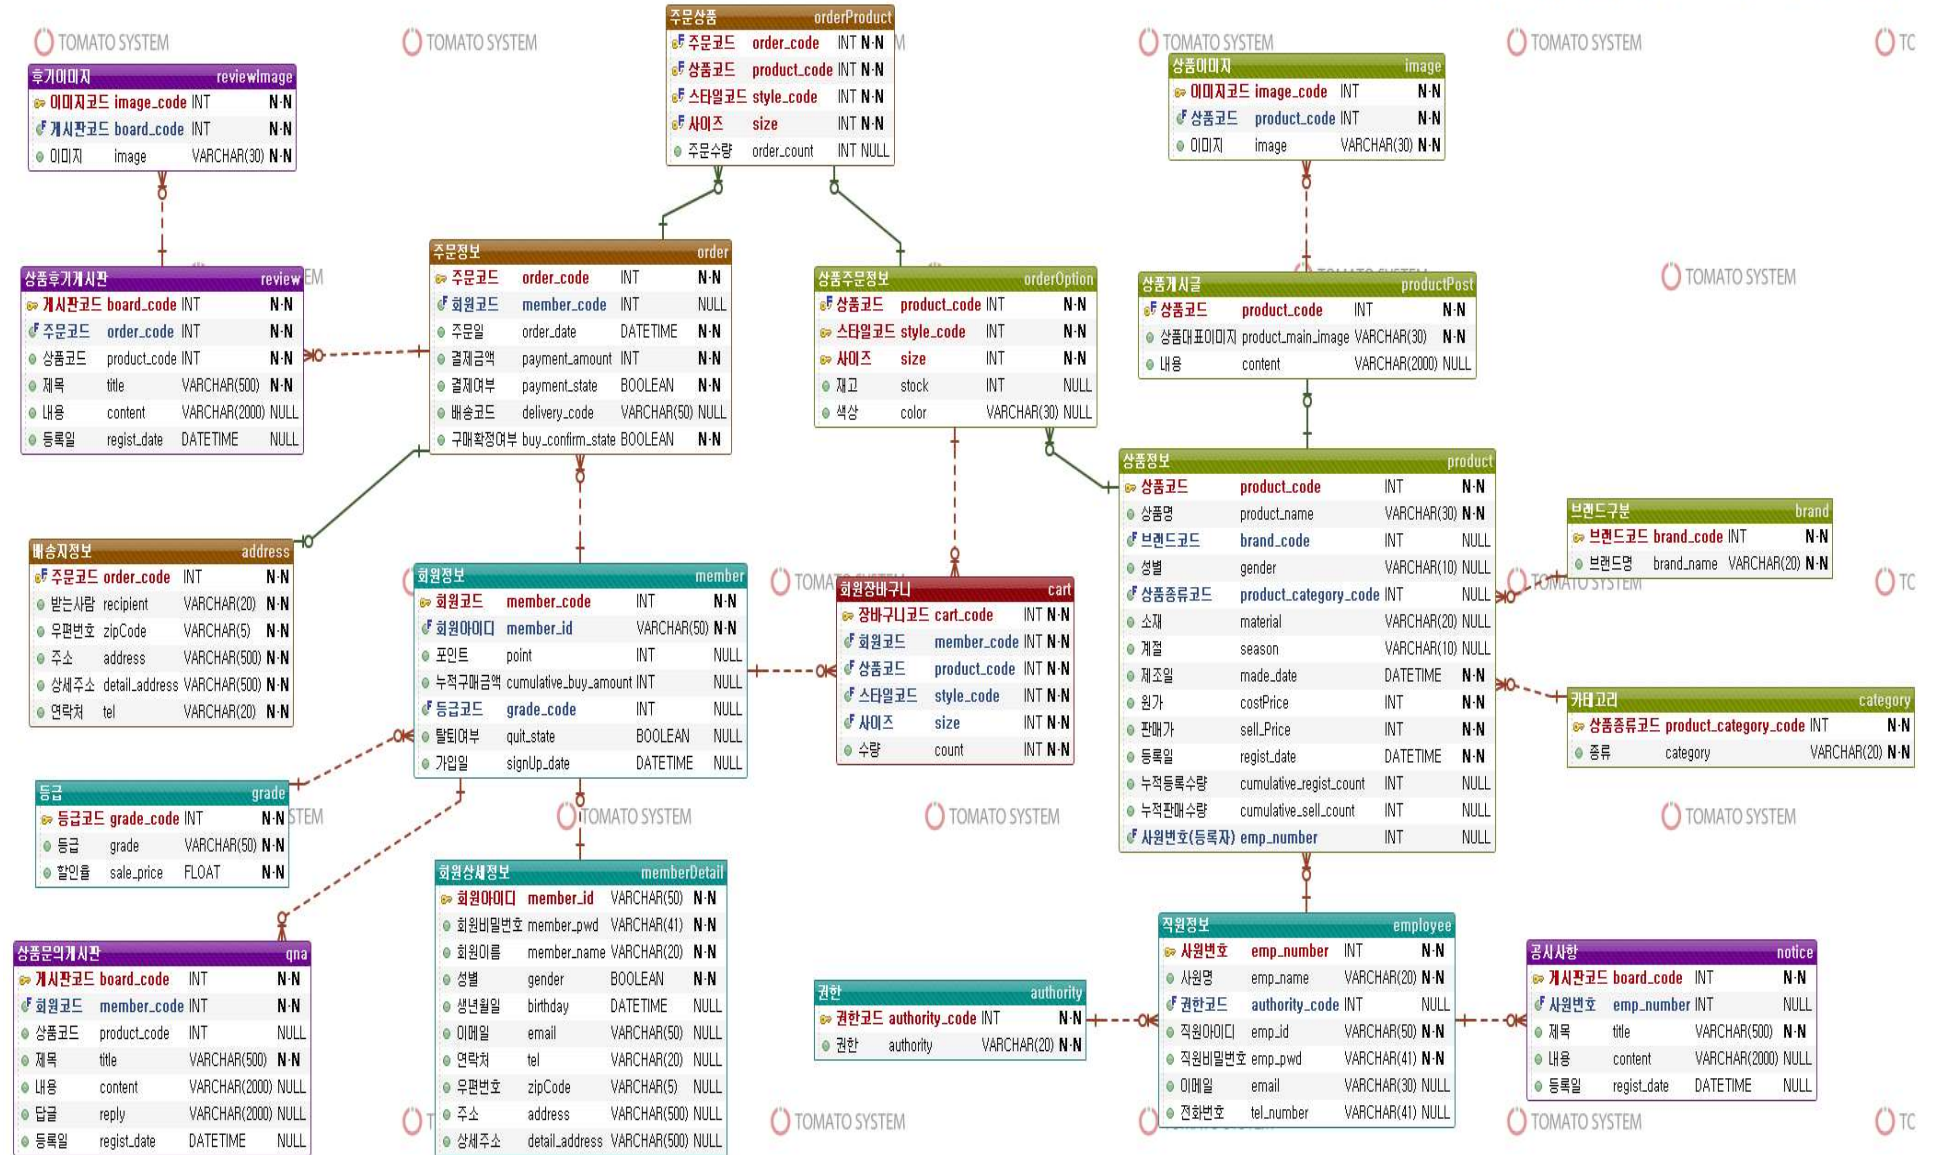 주문상품 orderProduct
주문코드 order_code INT N-N
상품코드 product_code INT N-N
스타일코드 style_code INT N-N
사이즈 size INT N-N
주문수량 order_count INT NULL
TOMATO SYSTEM
TOMATO SYSTEM
TOMATO SYSTEM
TOMATO SYSTEM
TC
후기이미지 reviewImage
이미지코드 image_code INT N-N
게시판코드 board_code INT N-N
이미지 image VARCHAR(30) N-N
상품이미지 image
이미지코드 image_code INT N-N
상품코드 product_code INT N-N
이미지 image VARCHAR(30) N-N
상품후기게시판 review
게시판코드 board_code INT N-N
주문코드 order_code INT N-N
상품코드 product_code INT N-N
제목 title VARCHAR(500) N-N
내용 content VARCHAR(2000) NULL
등록일 regist_date DATETIME NULL
주문정보 order
주문코드 order_code INT N-N
회원코드 member_code INT NULL
주문일 order_date DATETIME N-N
결제금액 payment_amount INT N-N
결제여부 payment_state BOOLEAN N-N
배송코드 delivery_code VARCHAR(50) NULL
구매확정여부 buy_confirm_state BOOLEAN N-N
상품주문정보 orderOption
상품코드 product_code INT N-N
스타일코드 style_code INT N-N
사이즈 size INT N-N
재고 stock INT NULL
색상 color VARCHAR(30) NULL
상품게시글 productPost
상품코드 product_code INT N-N
상품대표이미지 product_main_image VARCHAR(30) N-N
내용 content VARCHAR(2000) NULL
TOMATO SYSTEM
상품정보 product
상품코드 product_code INT N-N
상품명 product_name VARCHAR(30) N-N
브랜드코드 brand_code INT NULL
성별 gender VARCHAR(10) NULL
상품종류코드 product_category_code INT NULL
소재 material VARCHAR(20) NULL
계절 season VARCHAR(10) NULL
제조일 made_date DATETIME N-N
원가 costPrice INT N-N
판매가 sell_Price INT N-N
등록일 regist_date DATETIME N-N
누적등록수량 cumulative_regist_count INT NULL
누적판매수량 cumulative_sell_count INT NULL
사원번호(등록자) emp_number INT NULL
브랜드구분 brand
브랜드코드 brand_code INT N-N
브랜드명 brand_name VARCHAR(20) N-N
TOMATO SYSTEM
TC
카테고리 category
상품종류코드 product_category_code INT N-N
종류 category VARCHAR(20) N-N
배송지정보 address
주문코드 order_code INT N-N
받는사람 recipient VARCHAR(20) N-N
우편번호 zipCode VARCHAR(5) N-N
주소 address VARCHAR(500) N-N
상세주소 detail_address VARCHAR(500) N-N
연락처 tel VARCHAR(20) N-N
회원정보 member
회원코드 member_code INT N-N
회원아이디 member_id VARCHAR(50) N-N
포인트 point INT NULL
누적구매금액 cumulative_buy_amount INT NULL
등급코드 grade_code INT NULL
탈퇴여부 quit_state BOOLEAN NULL
가입일 signUp_date DATETIME NULL
회원장바구니 cart
장바구니코드 cart_code INT N-N
회원코드 member_code INT N-N
상품코드 product_code INT N-N
스타일코드 style_code INT N-N
사이즈 size INT N-N
수량 count INT N-N
등급 grade
등급코드 grade_code INT N-N
등급 grade VARCHAR(50) N-N
할인율 sale_price FLOAT N-N
TOMATO SYSTEM
TOMATO SYSTEM
TOMATO SYSTEM
회원상세정보 memberDetail
회원아이디 member_id VARCHAR(50) N-N
회원비밀번호 member_pwd VARCHAR(41) N-N
회원이름 member_name VARCHAR(20) N-N
성별 gender BOOLEAN N-N
생년월일 birthday DATETIME NULL
이메일 email VARCHAR(50) NULL
연락처 tel VARCHAR(20) NULL
우편번호 zipCode VARCHAR(5) NULL
주소 address VARCHAR(500) NULL
상세주소 detail_address VARCHAR(500) NULL
상품문의게시판 qna
게시판코드 board_code INT N-N
회원코드 member_code INT N-N
상품코드 product_code INT NULL
제목 title VARCHAR(500) N-N
내용 content VARCHAR(2000) NULL
답글 reply VARCHAR(2000) NULL
등록일 regist_date DATETIME NULL
권한 authority
권한코드 authority_code INT N-N
권한 authority VARCHAR(20) N-N
직원정보 employee
사원번호 emp_number INT N-N
사원명 emp_name VARCHAR(20) N-N
권한코드 authority_code INT NULL
직원아이디 emp_id VARCHAR(50) N-N
직원비밀번호 emp_pwd VARCHAR(41) N-N
이메일 email VARCHAR(30) NULL
전화번호 tel_number VARCHAR(41) NULL
공시사항 notice
게시판코드 board_code INT N-N
사원번호 emp_number INT NULL
제목 title VARCHAR(500) N-N
내용 content VARCHAR(2000) NULL
등록일 regist_date DATETIME NULL
TOMATO SYSTEM
TOMATO SYSTEM
TC